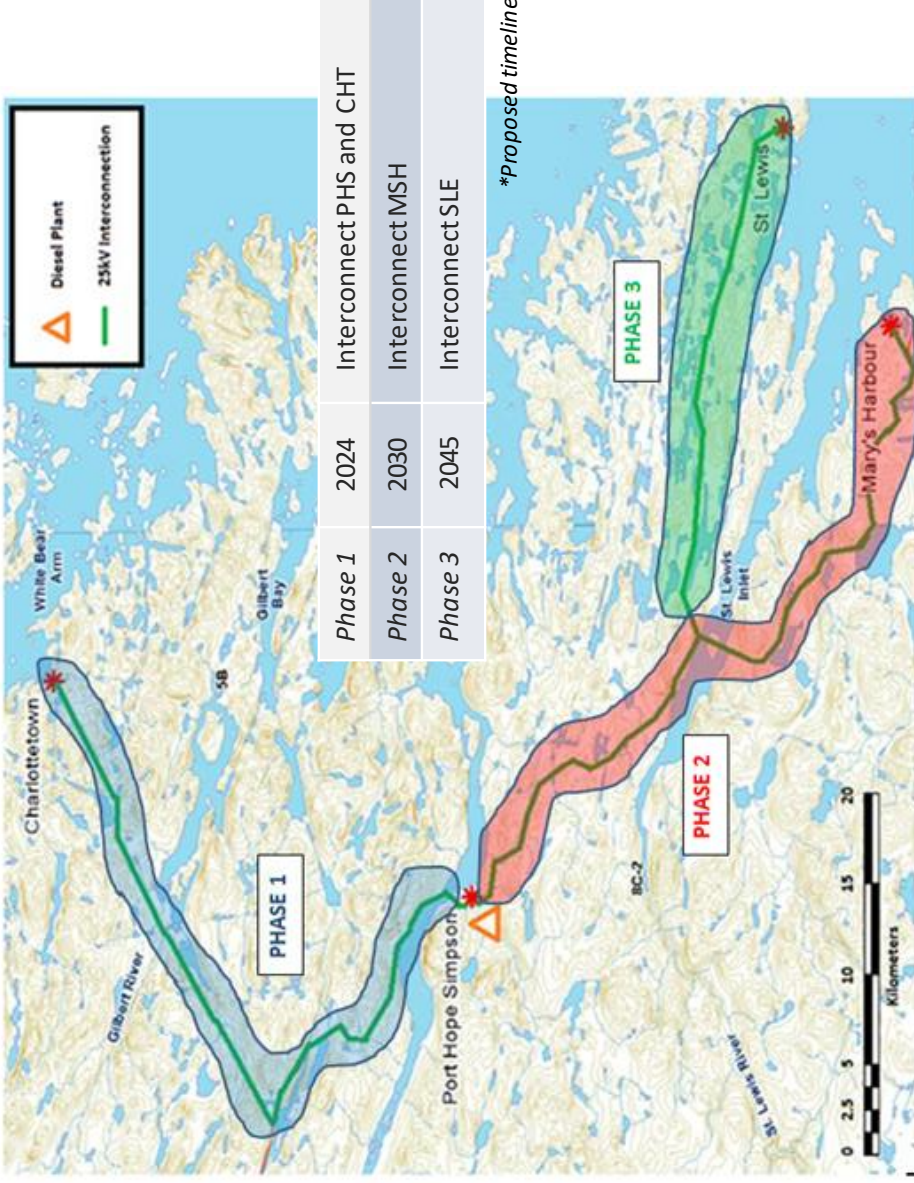 Diesel Plant
25kV Interconnection
White Bear
Arm
Charlottetown
Gilbert
Bay
5B
Gilbert River
PHASE 1
Port Hope Simpson
Phase 1 2024 Interconnect PHS and CHT
Phase 2 2030 Interconnect MSH
Phase 3 2045 Interconnect SLE
*Proposed timeline
PHASE 3
St. Lewis
St. Lewis
Inlet
Mary's Harbour
PHASE 2
8C-2
St. Lewis River
0 2.5 5 10 15 20
Kilometers